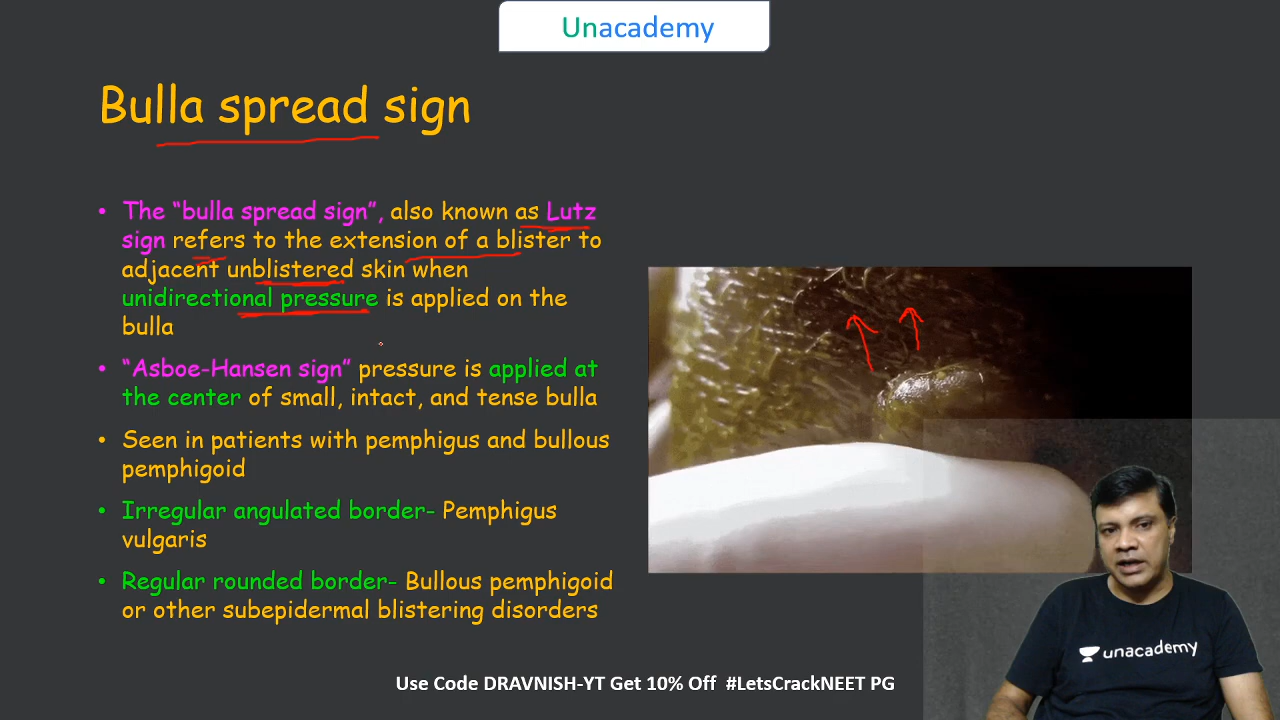 Unacademy
Bulla spread sign
• The “bulla spread sign”, also known as Lutz
sign refers to the extension of a blister to
adjacent unblistered skin when
unidirectional pressure is applied on the
bulla
• “Asboe-Hansen sign” pressure is applied at
the center of small, intact, and tense bulla
• Seen in patients with pemphigus and bullous
pemphigoid
• Irregular angulated border- Pemphigus
vulgaris
• Regular rounded border- Bullous pemphigoid
or other subepidermal blistering disorders
unacademy
Use Code DRAVNISH-YT Get 10% Off #LetsCrackNEET PG